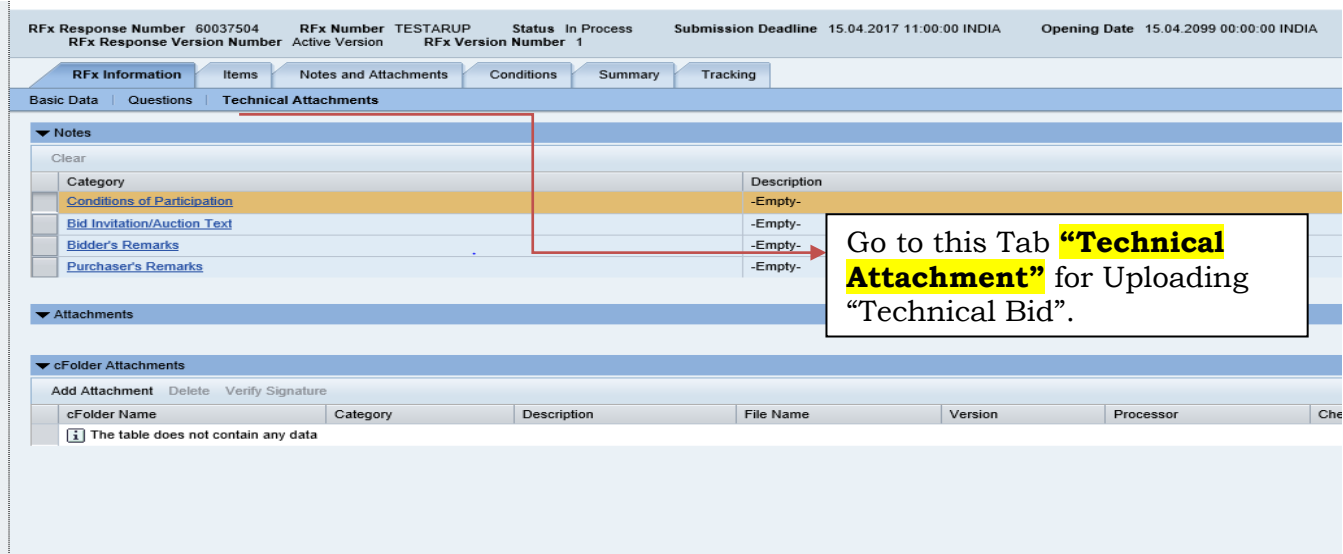 RFx Response Number 60037504 RFx Number TESTARUP Status In Process Submission Deadline 15.04.2017 11:00:00 INDIA Opening Date 15.04.2099 00:00:00 INDIA
RFx Response Version Number Active Version RFx Version Number 1
RFx Information Items Notes and Attachments Conditions Summary Tracking
Basic Data Questions Technical Attachments
Notes
Clear
Category Description
Conditions of Participation -Empty-
Bid Invitation/Auction Text -Empty-
Bidder's Remarks -Empty-
Purchaser's Remarks -Empty-
Go to this Tab “Technical
Attachment” for Uploading
“Technical Bid”.
Attachments
cFolder Attachments
Add Attachment Delete Verify Signature
cFolder Name Category Description File Name Version Processor Che
The table does not contain any data